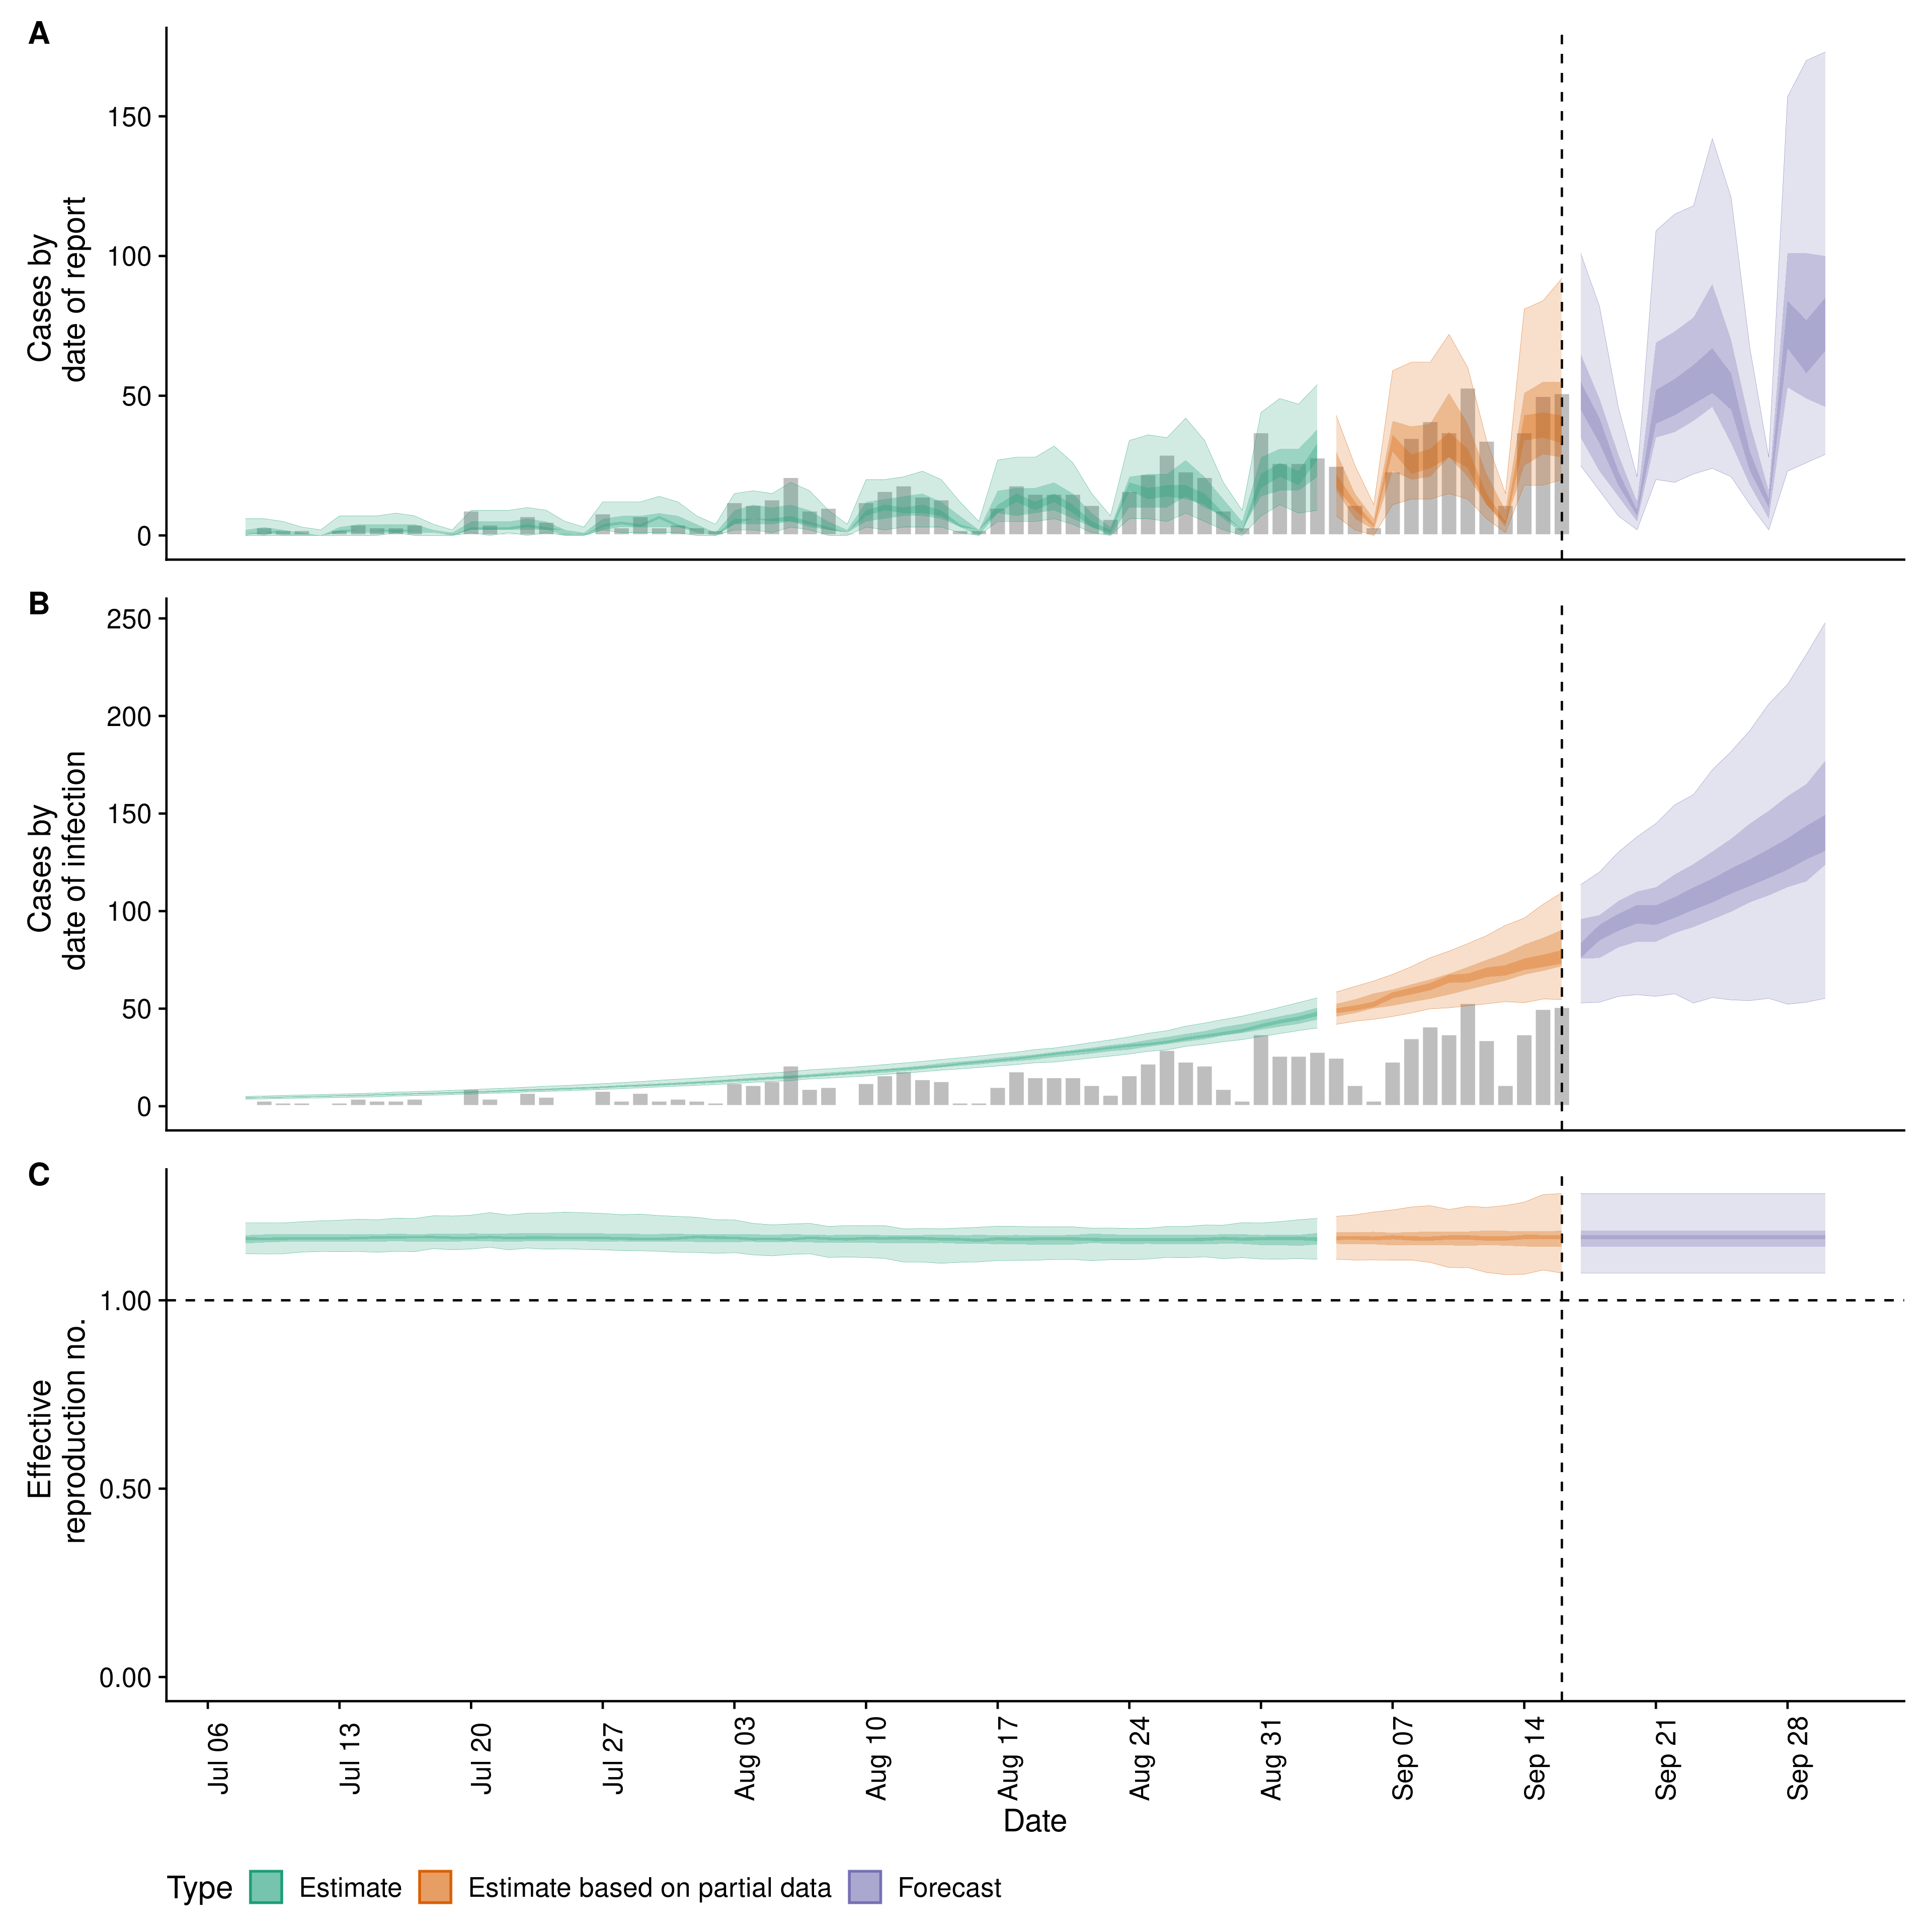 A
Cases by
date of report
150
100
50
0
B
Cases by
date of infection
250
200
150
100
50
0
C
Effective
reproduction no.
1.00
0.50
0.00
Jul 06
Jul 13
Jul 20
Jul 27
Aug 03
Aug 10
Aug 17
Aug 24
Aug 31
Sep 07
Sep 14
Sep 21
Sep 28
Date
Type Estimate Estimate based on partial data Forecast